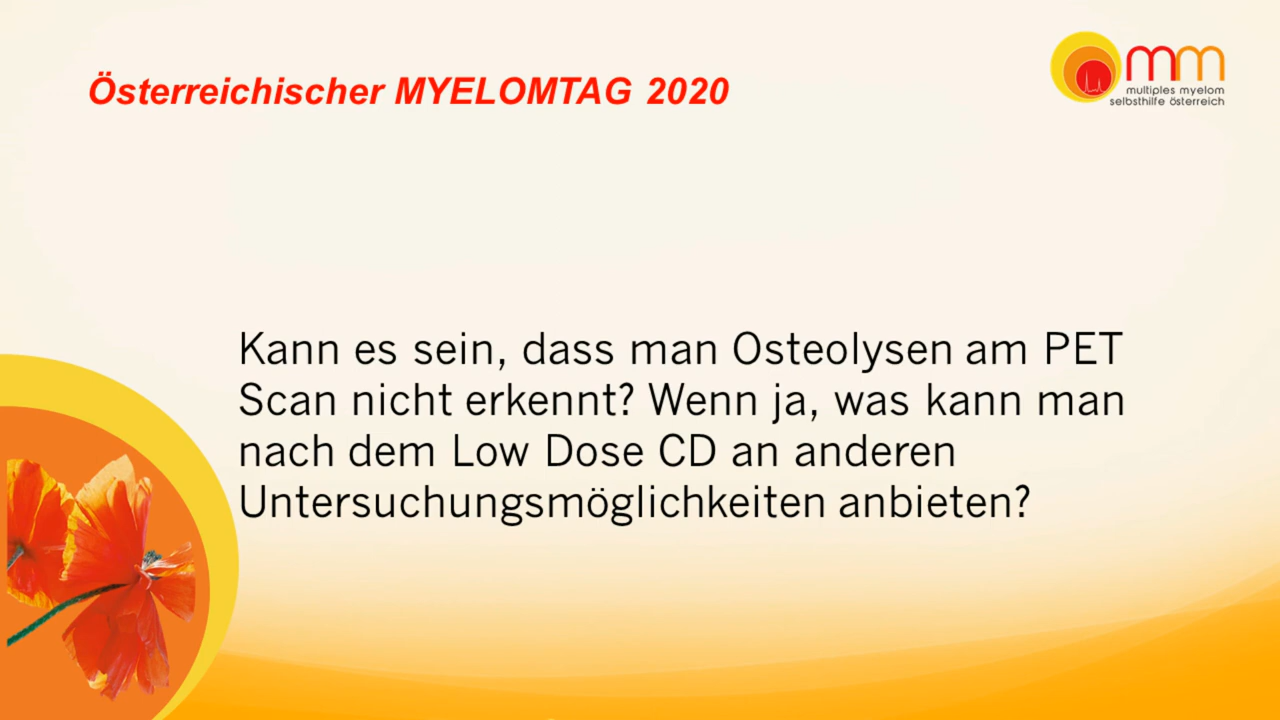 Österreichischer MYELOMTAG 2020
mm
multiples myelom
selbsthilfe österreich
Kann es sein, dass man Osteolysen am PET
Scan nicht erkennt? Wenn ja, was kann man
nach dem Low Dose CD an anderen
Untersuchungsmöglichkeiten anbieten?